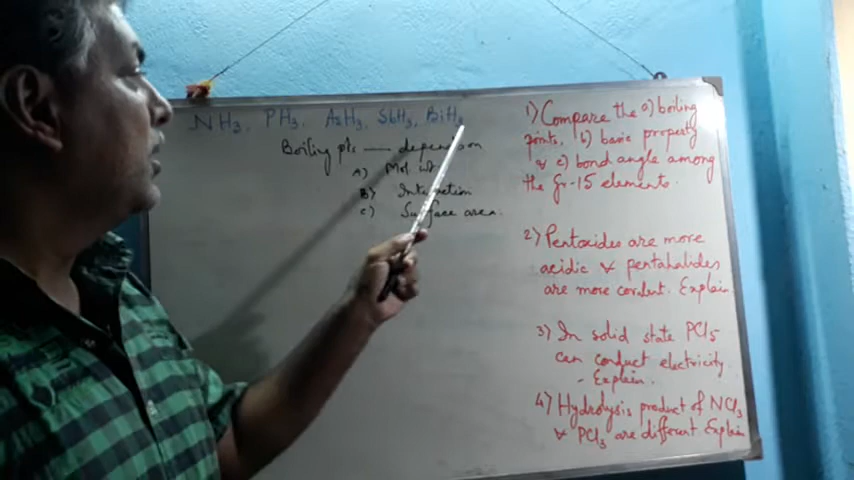 NH3, PH3, AsH3, SbH3, BiH3
Boiling pts — depends on
A) Mol wt
B) Interaction
C) Surface area.
1) Compare the a) boiling
points, b) basic property
& c) bond angle among
the Gr-15 elements.
2) Pentoxides are more
acidic & pentahalides
are more covlent. Explain
3) In solid state PCl5
can conduct electricity
- Explain.
4) Hydrolysis product of NCl3
& PCl3 are different Explain